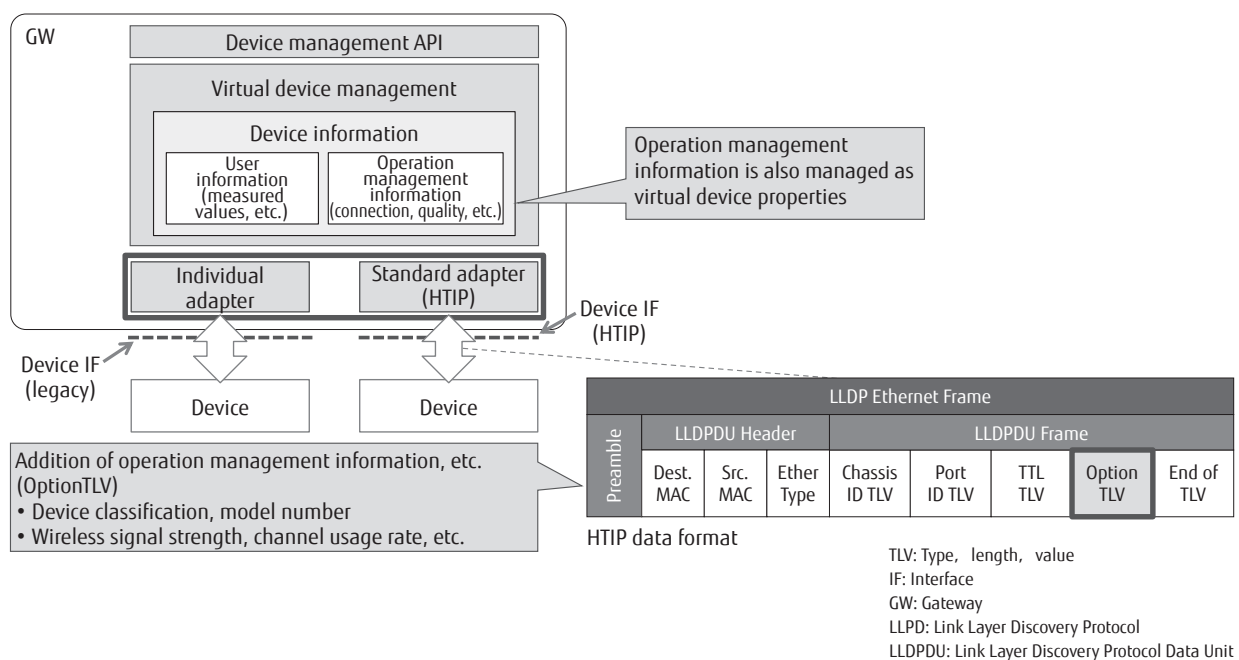 GW
Device management API
Virtual device management
Device information
User
information
(measured
values, etc.)
Operation
management
information
(connection, quality, etc.)
Operation management
information is also managed as
virtual device properties
Individual
adapter
Standard adapter
(HTIP)
Device IF
(HTIP)
Device IF
(legacy)
Device
Device
Addition of operation management information, etc.
(OptionTLV)
• Device classification, model number
• Wireless signal strength, channel usage rate, etc.
LLDP Ethernet Frame
Preamble
LLDPDU Header
LLDPDU Frame
Dest.
MAC
Src.
MAC
Ether
Type
Chassis
ID TLV
Port
ID TLV
TTL
TLV
Option
TLV
End of
TLV
HTIP data format
TLV: Type, length, value
IF: Interface
GW: Gateway
LLPD: Link Layer Discovery Protocol
LLDPDU: Link Layer Discovery Protocol Data Unit